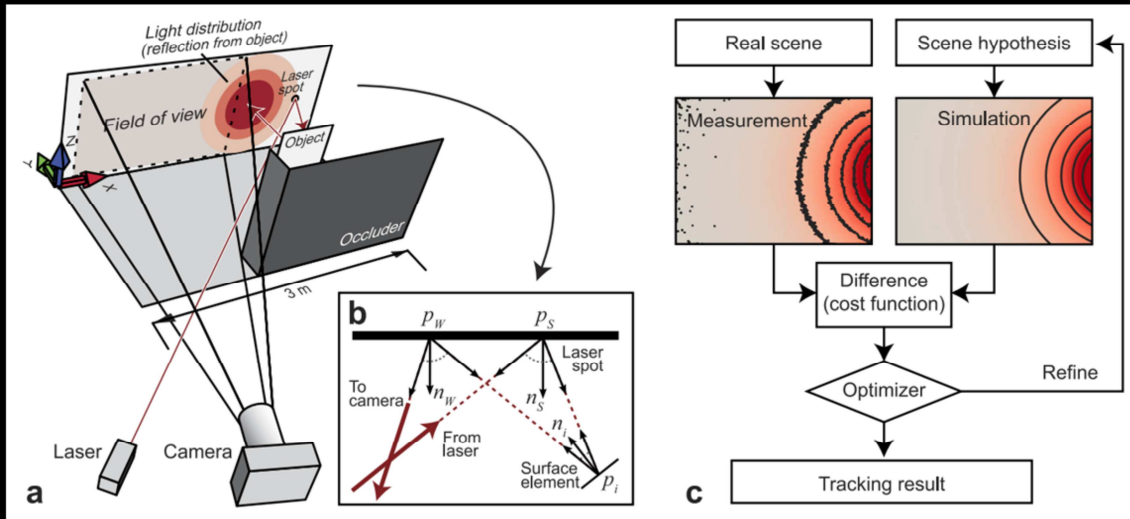 Light distribution
(reflection from object)
Laser
spot
Field of view
Object
Z
Y
X
Occluder
3 m
Laser
Camera
a
b
p_W
p_S
Laser
spot
To
camera
n_W
n_S
From
laser
n_i
Surface
element
p_i
c
Real scene
Scene hypothesis
Measurement
Simulation
Difference
(cost function)
Optimizer
Refine
Tracking result